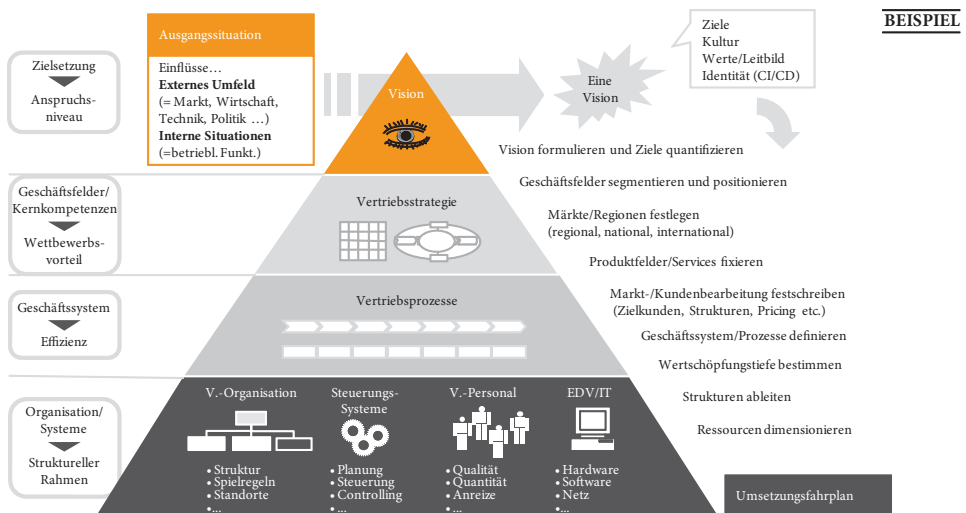 BEISPIEL
Zielsetzung
Anspruchs-
niveau
Ausgangssituation
Einflüsse…
Externes Umfeld
(= Markt, Wirtschaft,
Technik, Politik …)
Interne Situationen
(=betriebl. Funkt.)
Vision
Eine
Vision
Ziele
Kultur
Werte/Leitbild
Identität (CI/CD)
Vision formulieren und Ziele quantifizieren
Geschäftsfelder segmentieren und positionieren
Märkte/Regionen festlegen
(regional, national, international)
Produktfelder/Services fixieren
Markt-/Kundenbearbeitung festschreiben
(Zielkunden, Strukturen, Pricing etc.)
Geschäftssystem/Prozesse definieren
Wertschöpfungstiefe bestimmen
Strukturen ableiten
Ressourcen dimensionieren
Umsetzungsfahrplan
Geschäftsfelder/
Kernkompetenzen
Wettbewerbs-
vorteil
Vertriebsstrategie
Geschäftssystem
Effizienz
Vertriebsprozesse
Organisation/
Systeme
Struktureller
Rahmen
V.-Organisation
• Struktur
• Spielregeln
• Standorte
• ...
Steuerungs-
Systeme
• Planung
• Steuerung
• Controlling
• ...
V.-Personal
• Qualität
• Quantität
• Anreize
• ...
EDV/IT
• Hardware
• Software
• Netz
• ...